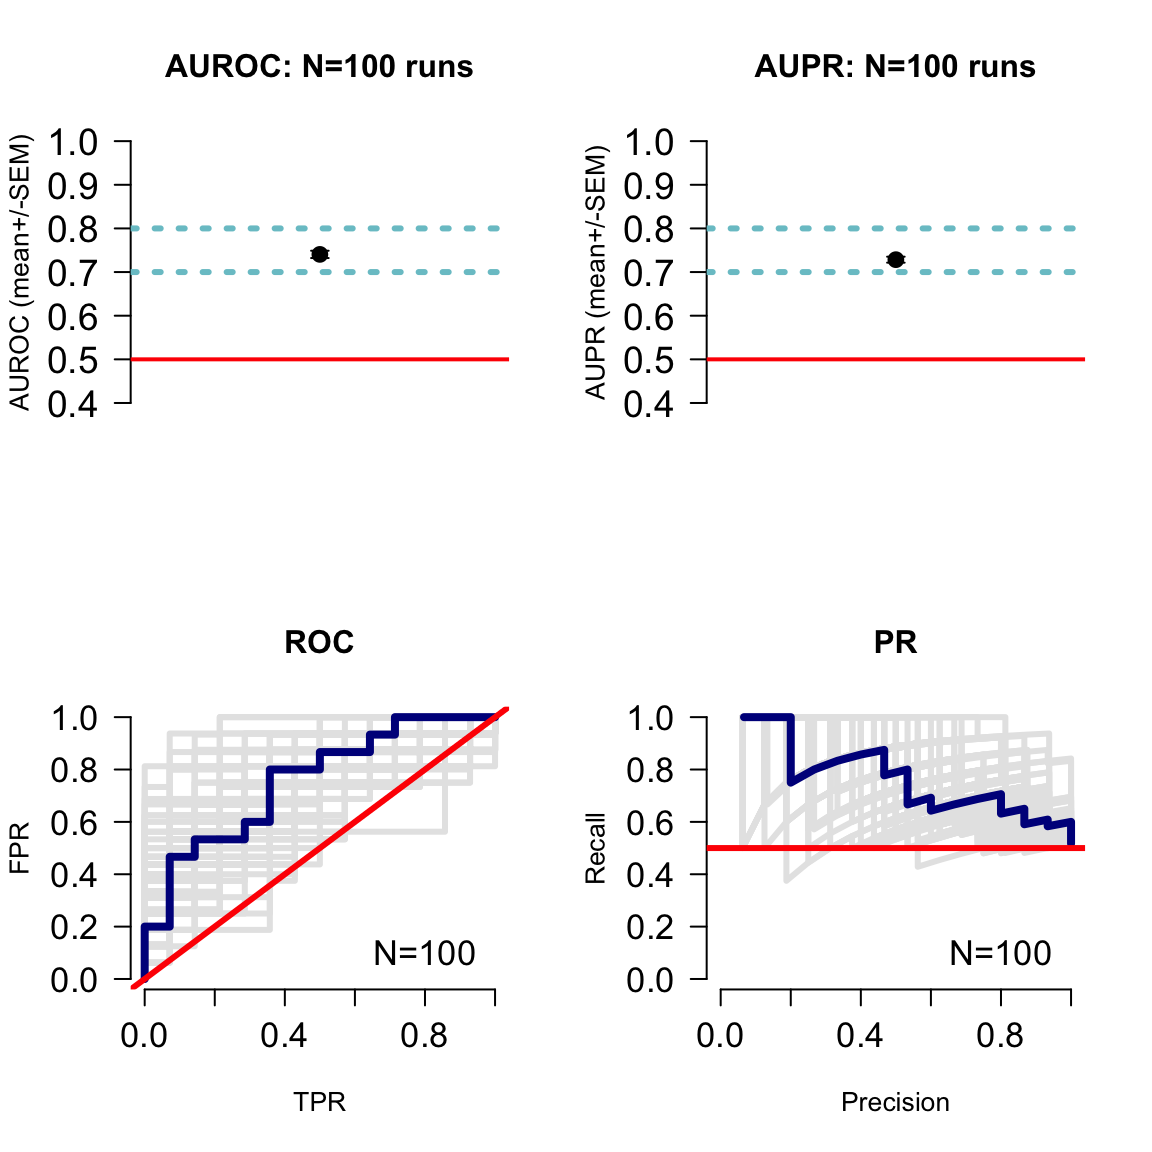 AUROC: N=100 runs
AUROC (mean+/-SEM)
1.0
0.9
0.8
0.7
0.6
0.5
0.4
AUPR: N=100 runs
AUPR (mean+/-SEM)
1.0
0.9
0.8
0.7
0.6
0.5
0.4
ROC
FPR
1.0
0.8
0.6
0.4
0.2
0.0
N=100
0.0 0.4 0.8
TPR
PR
Recall
1.0
0.8
0.6
0.4
0.2
0.0
N=100
0.0 0.4 0.8
Precision